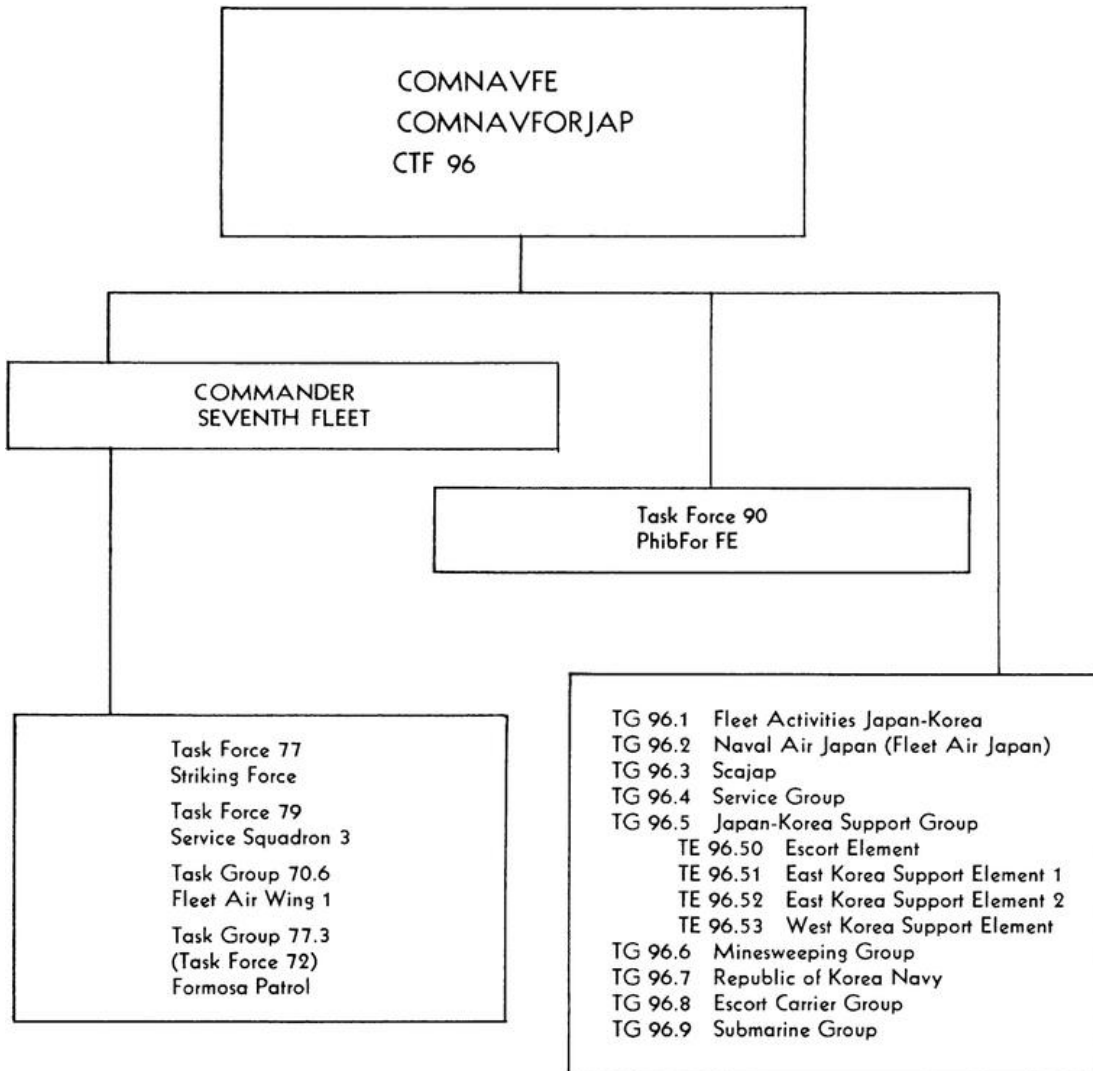 COMNAVFE
COMNAVFORJAP
CTF 96
COMMANDER
SEVENTH FLEET
Task Force 90
PhibFor FE
Task Force 77
Striking Force
Task Force 79
Service Squadron 3
Task Group 70.6
Fleet Air Wing 1
Task Group 77.3
(Task Force 72)
Formosa Patrol
TG 96.1 Fleet Activities Japan-Korea
TG 96.2 Naval Air Japan (Fleet Air Japan)
TG 96.3 Scajap
TG 96.4 Service Group
TG 96.5 Japan-Korea Support Group
TE 96.50 Escort Element
TE 96.51 East Korea Support Element 1
TE 96.52 East Korea Support Element 2
TE 96.53 West Korea Support Element
TG 96.6 Minesweeping Group
TG 96.7 Republic of Korea Navy
TG 96.8 Escort Carrier Group
TG 96.9 Submarine Group